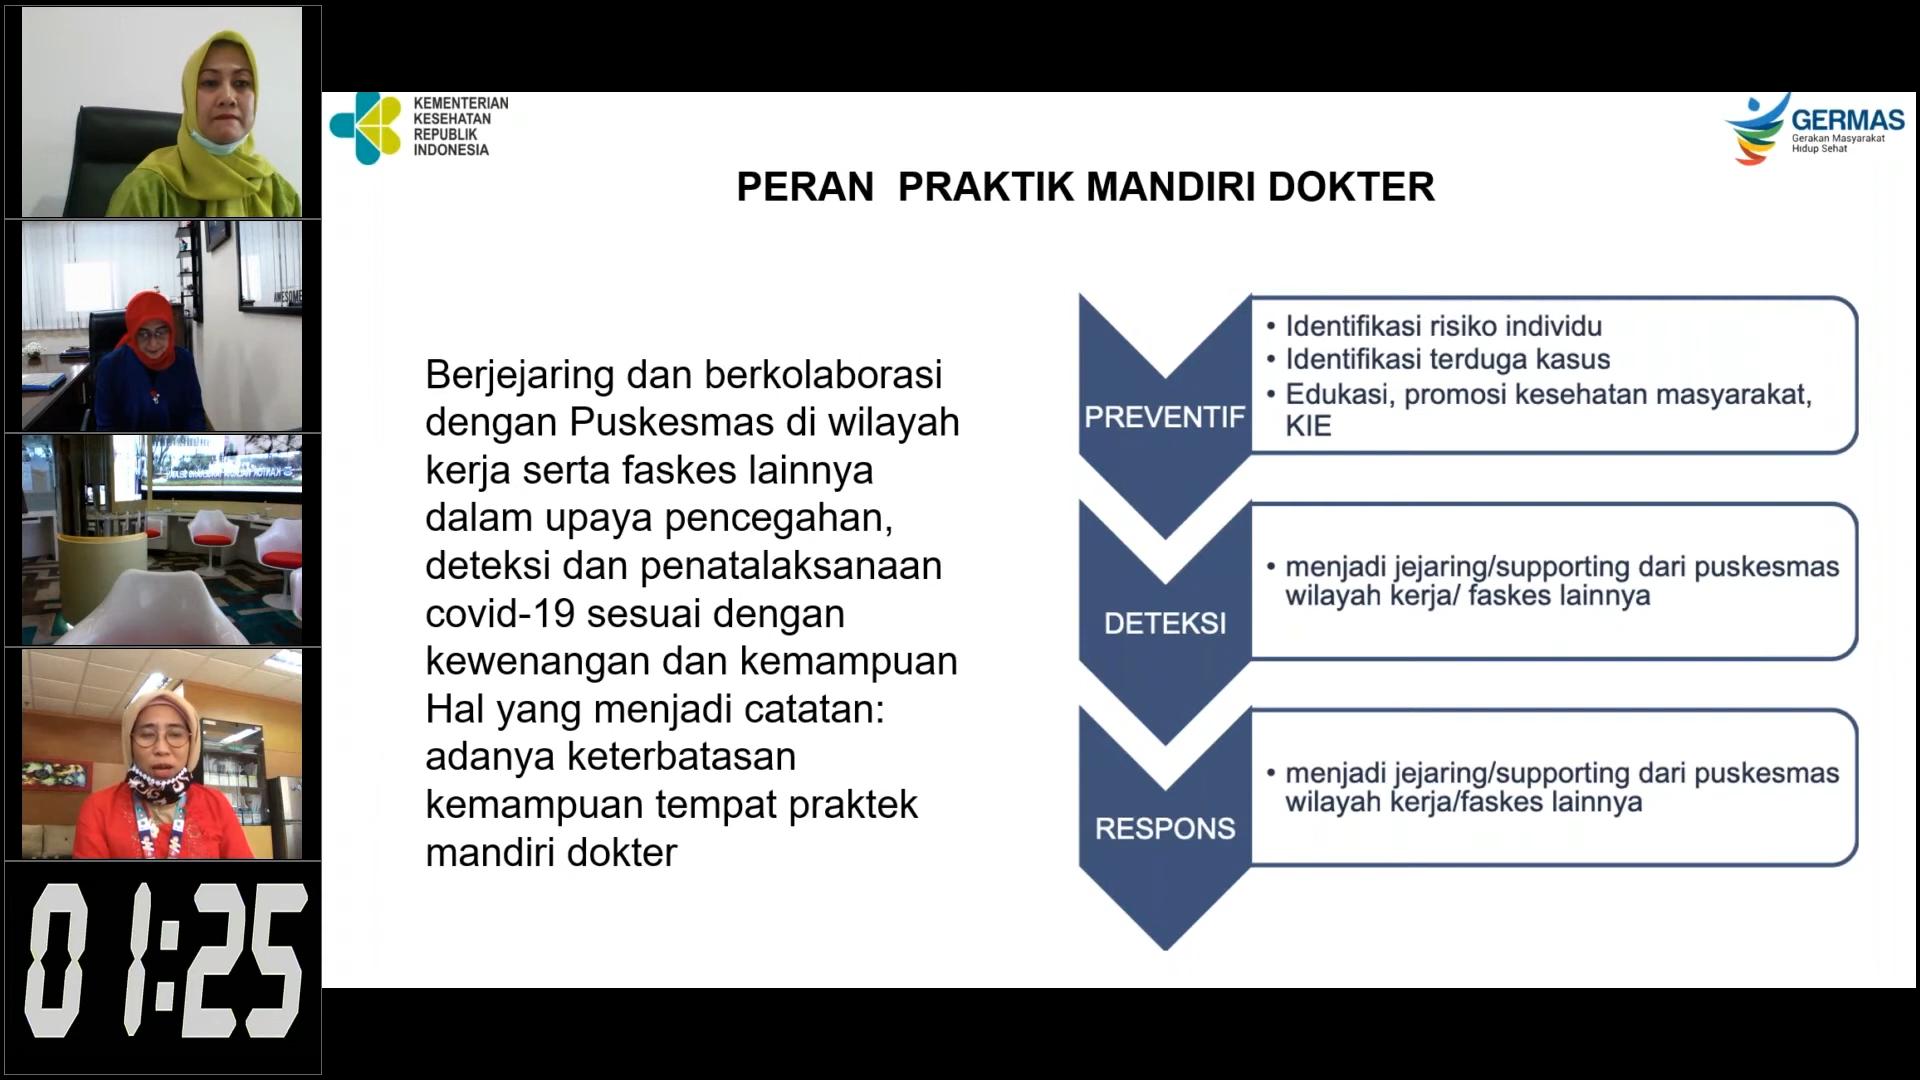 KEMENTERIAN
KESEHATAN
REPUBLIK
INDONESIA
GERMAS
Gerakan Masyarakat
Hidup Sehat
PERAN PRAKTIK MANDIRI DOKTER
Berjejaring dan berkolaborasi
dengan Puskesmas di wilayah
kerja serta faskes lainnya
dalam upaya pencegahan,
deteksi dan penatalaksanaan
covid-19 sesuai dengan
kewenangan dan kemampuan
Hal yang menjadi catatan:
adanya keterbatasan
kemampuan tempat praktek
mandiri dokter
PREVENTIF
• Identifikasi risiko individu
• Identifikasi terduga kasus
• Edukasi, promosi kesehatan masyarakat,
KIE
DETEKSI
• menjadi jejaring/supporting dari puskesmas
wilayah kerja/ faskes lainnya
RESPONS
• menjadi jejaring/supporting dari puskesmas
wilayah kerja/faskes lainnya
AWESOME
01:25